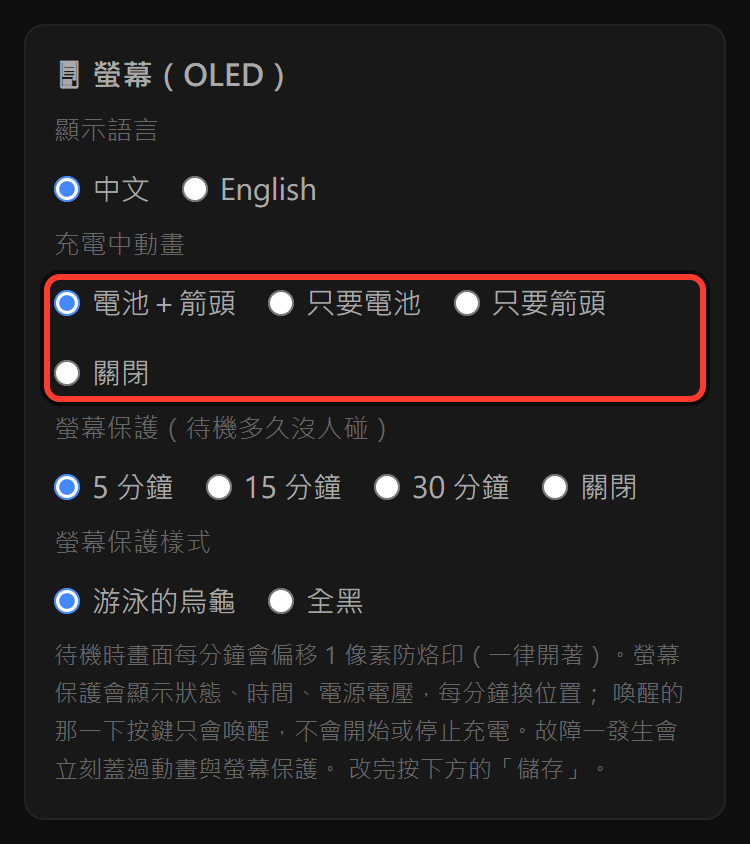 螢幕（OLED）
顯示語言
中文 English
充電中動畫
電池＋箭頭 只要電池 只要箭頭
關閉
螢幕保護（待機多久沒人碰）
5 分鐘 15 分鐘 30 分鐘 關閉
螢幕保護樣式
游泳的烏龜 全黑
待機時畫面每分鐘會偏移 1 像素防烙印（一律開著）。螢幕
保護會顯示狀態、時間、電源電壓，每分鐘換位置； 喚醒的
那一下按鍵只會喚醒，不會開始或停止充電。故障一發生會
立刻蓋過動畫與螢幕保護。 改完按下方的「儲存」。